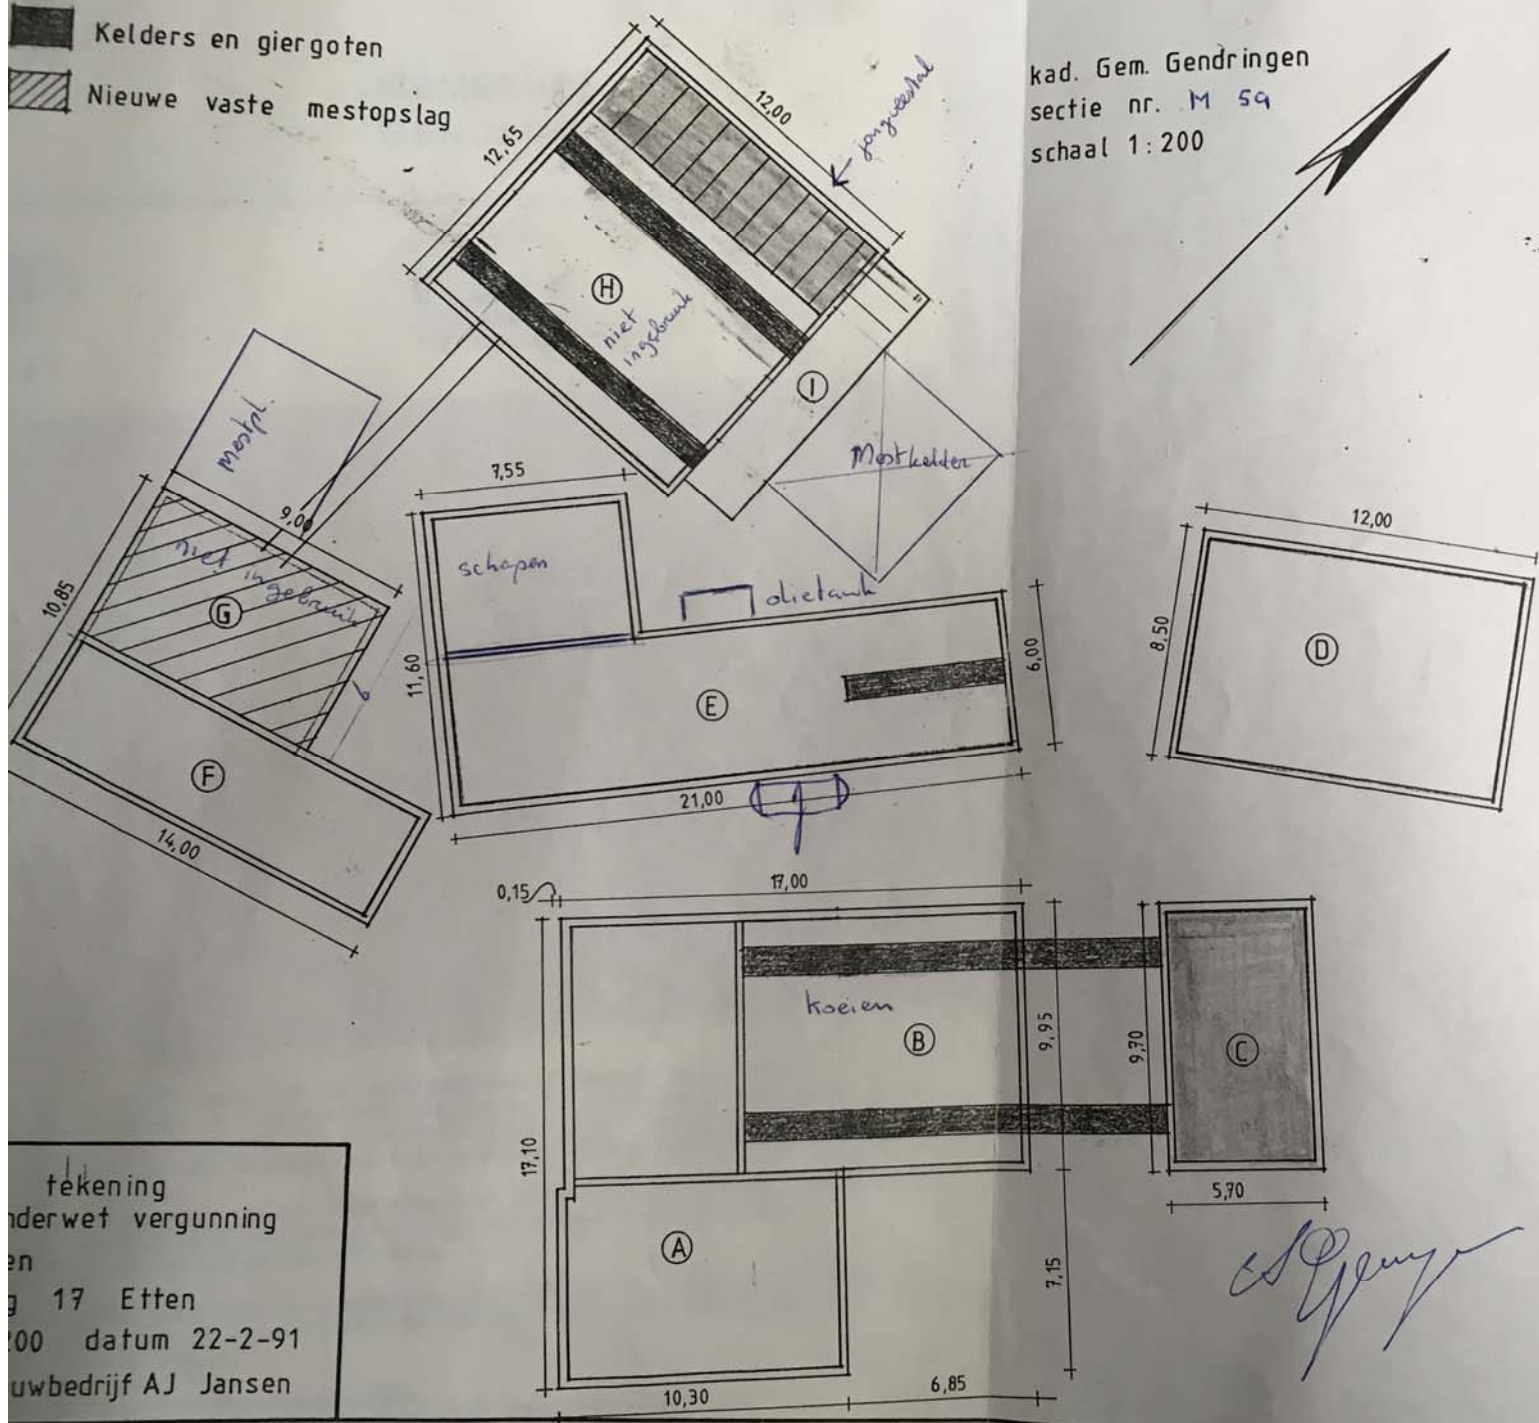 Kelders en giergoten
Nieuwe vaste mestopslag
kad. Gem. Gendringen
sectie nr. M 59
schaal 1:200
12,65
12,00
jongveestal
H
niet
ingebruik
I
Mestkelder
mestpl.
9,00
niet ingebruik
G
10,85
F
14,00
7,55
schapen
olietank
11,60
E
6,00
21,00
12,00
8,50
D
0,15
17,00
koeien
B
9,95
9,70
C
5,70
17,10
A
7,15
10,30
6,85
tekening
nderwet vergunning
en
g 17 Etten
:00 datum 22-2-91
uwbedrijf AJ Jansen